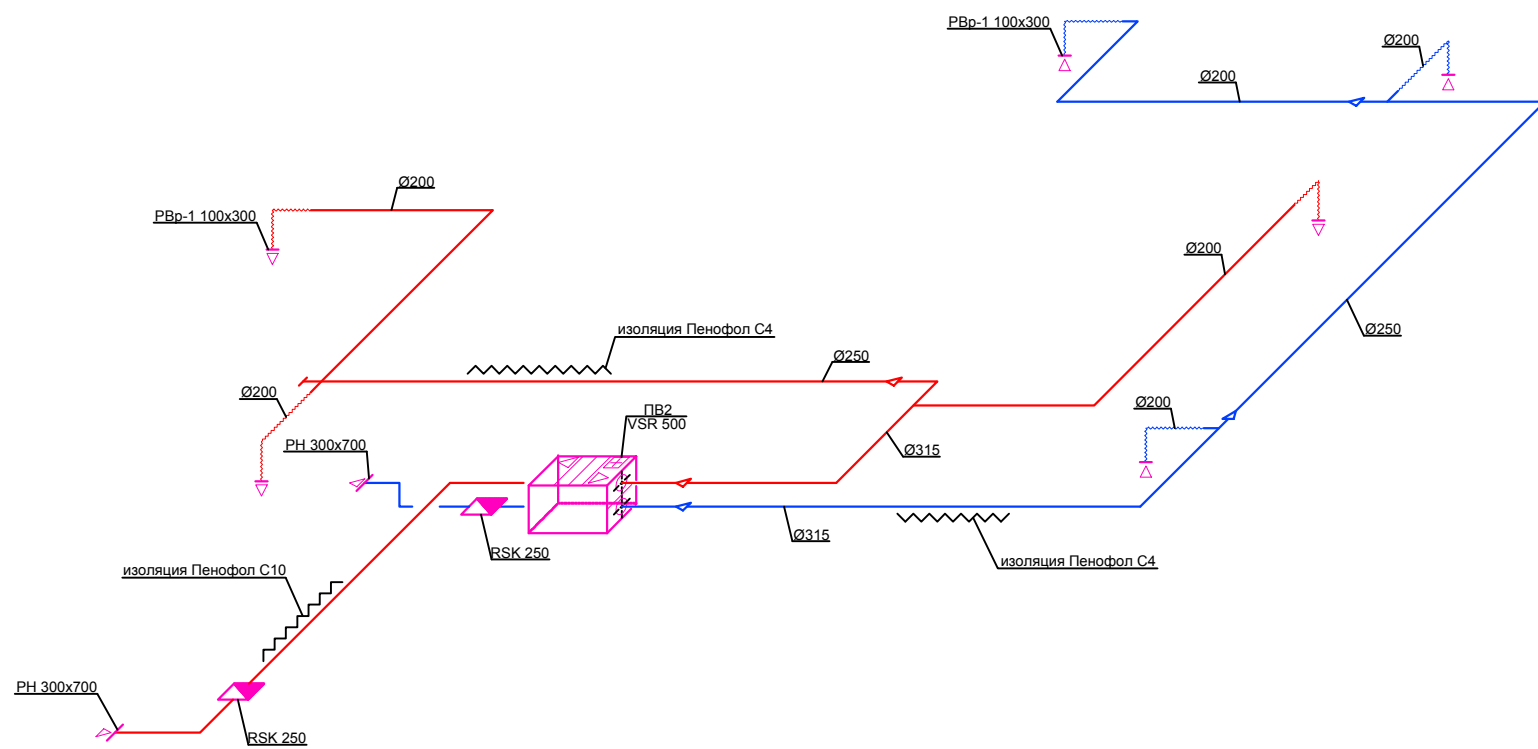 РВр-1 100х300
Ø200
Ø200
Ø200
РВр-1 100х300
Ø200
изоляция Пенофол С4
Ø250
Ø250
Ø200
ПВ2
VSR 500
Ø200
РН 300х700
Ø315
Ø315
RSK 250
изоляция Пенофол С4
изоляция Пенофол С10
РН 300х700
RSK 250